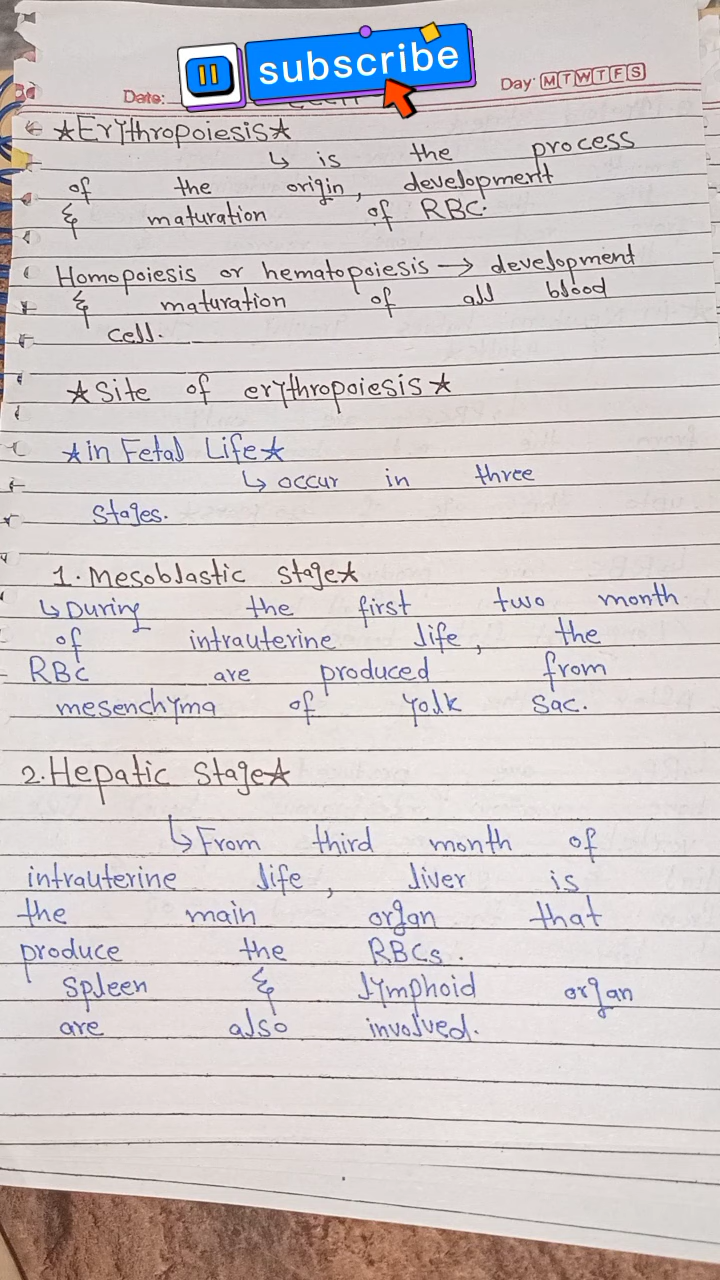 subscribe
Date:
Day: M T W T F S
★Erythropoiesis★
↳ is the process
of the origin, development
& maturation of RBC.
Homopoiesis or hematopoiesis → development
& maturation of all blood
cell.
★Site of erythropoiesis★
★in Fetal Life★
↳ occur in three
stages.
1. Mesoblastic stage★
↳During the first two month
of intrauterine life, the
RBC are produced from
mesenchyma of Yolk Sac.
2. Hepatic Stage★
↳From third month of
intrauterine life, liver is
the main organ that
produce the RBCs.
Spleen & lymphoid organ
are also involved.